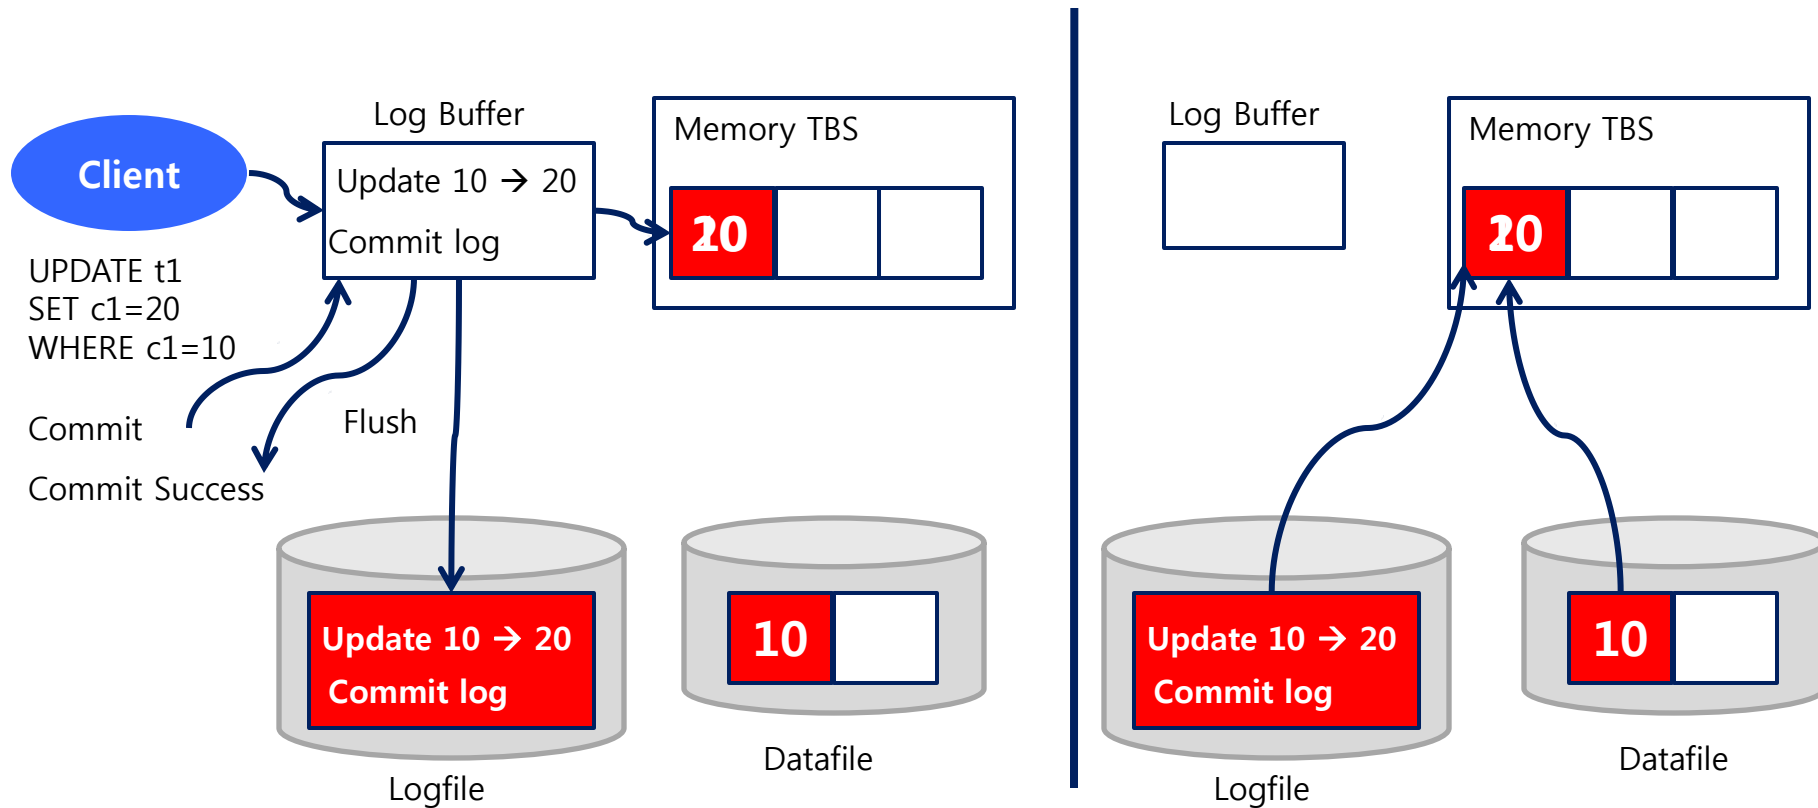 Client
UPDATE t1
SET c1=20
WHERE c1=10
Commit
Commit Success
Log Buffer
Update 10 → 20
Commit log
Flush
Memory TBS
Update 10 → 20
Commit log
Logfile
10
Datafile
Log Buffer
Memory TBS
Update 10 → 20
Commit log
Logfile
10
Datafile